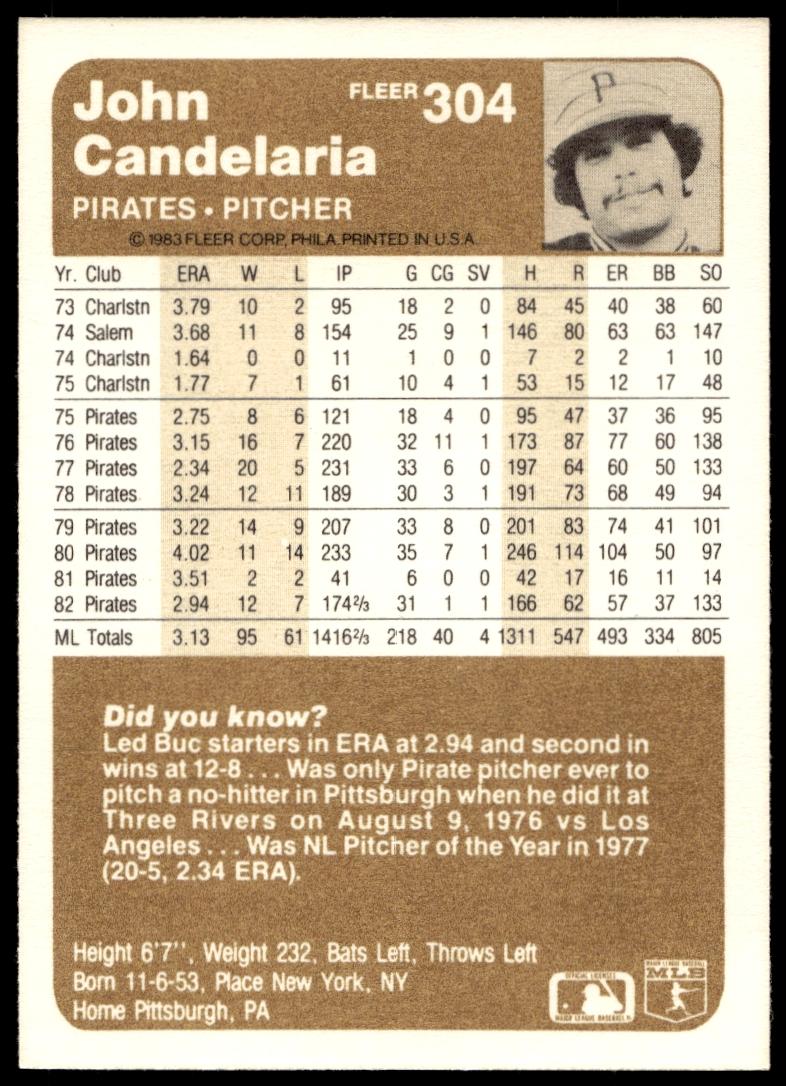 John
Candelaria
FLEER 304
PIRATES • PITCHER
© 1983 FLEER CORP., PHILA. PRINTED IN U.S.A.
P
Yr. Club ERA W L IP G CG SV H R ER BB SO
73 Charlstn 3.79 10 2 95 18 2 0 84 45 40 38 60
74 Salem 3.68 11 8 154 25 9 1 146 80 63 63 147
74 Charlstn 1.64 0 0 11 1 0 0 7 2 2 1 10
75 Charlstn 1.77 7 1 61 10 4 1 53 15 12 17 48
75 Pirates 2.75 8 6 121 18 4 0 95 47 37 36 95
76 Pirates 3.15 16 7 220 32 11 1 173 87 77 60 138
77 Pirates 2.34 20 5 231 33 6 0 197 64 60 50 133
78 Pirates 3.24 12 11 189 30 3 1 191 73 68 49 94
79 Pirates 3.22 14 9 207 33 8 0 201 83 74 41 101
80 Pirates 4.02 11 14 233 35 7 1 246 114 104 50 97
81 Pirates 3.51 2 2 41 6 0 0 42 17 16 11 14
82 Pirates 2.94 12 7 174 2/3 31 1 1 166 62 57 37 133
ML Totals 3.13 95 61 1416 2/3 218 40 4 1311 547 493 334 805
Did you know?
Led Buc starters in ERA at 2.94 and second in
wins at 12-8 . . . Was only Pirate pitcher ever to
pitch a no-hitter in Pittsburgh when he did it at
Three Rivers on August 9, 1976 vs Los
Angeles . . . Was NL Pitcher of the Year in 1977
(20-5, 2.34 ERA).
Height 6'7'', Weight 232, Bats Left, Throws Left
Born 11-6-53, Place New York, NY
Home Pittsburgh, PA
OFFICIAL LICENSEE
MAJOR LEAGUE BASEBALL
MAJOR LEAGUE BASEBALL
MLB